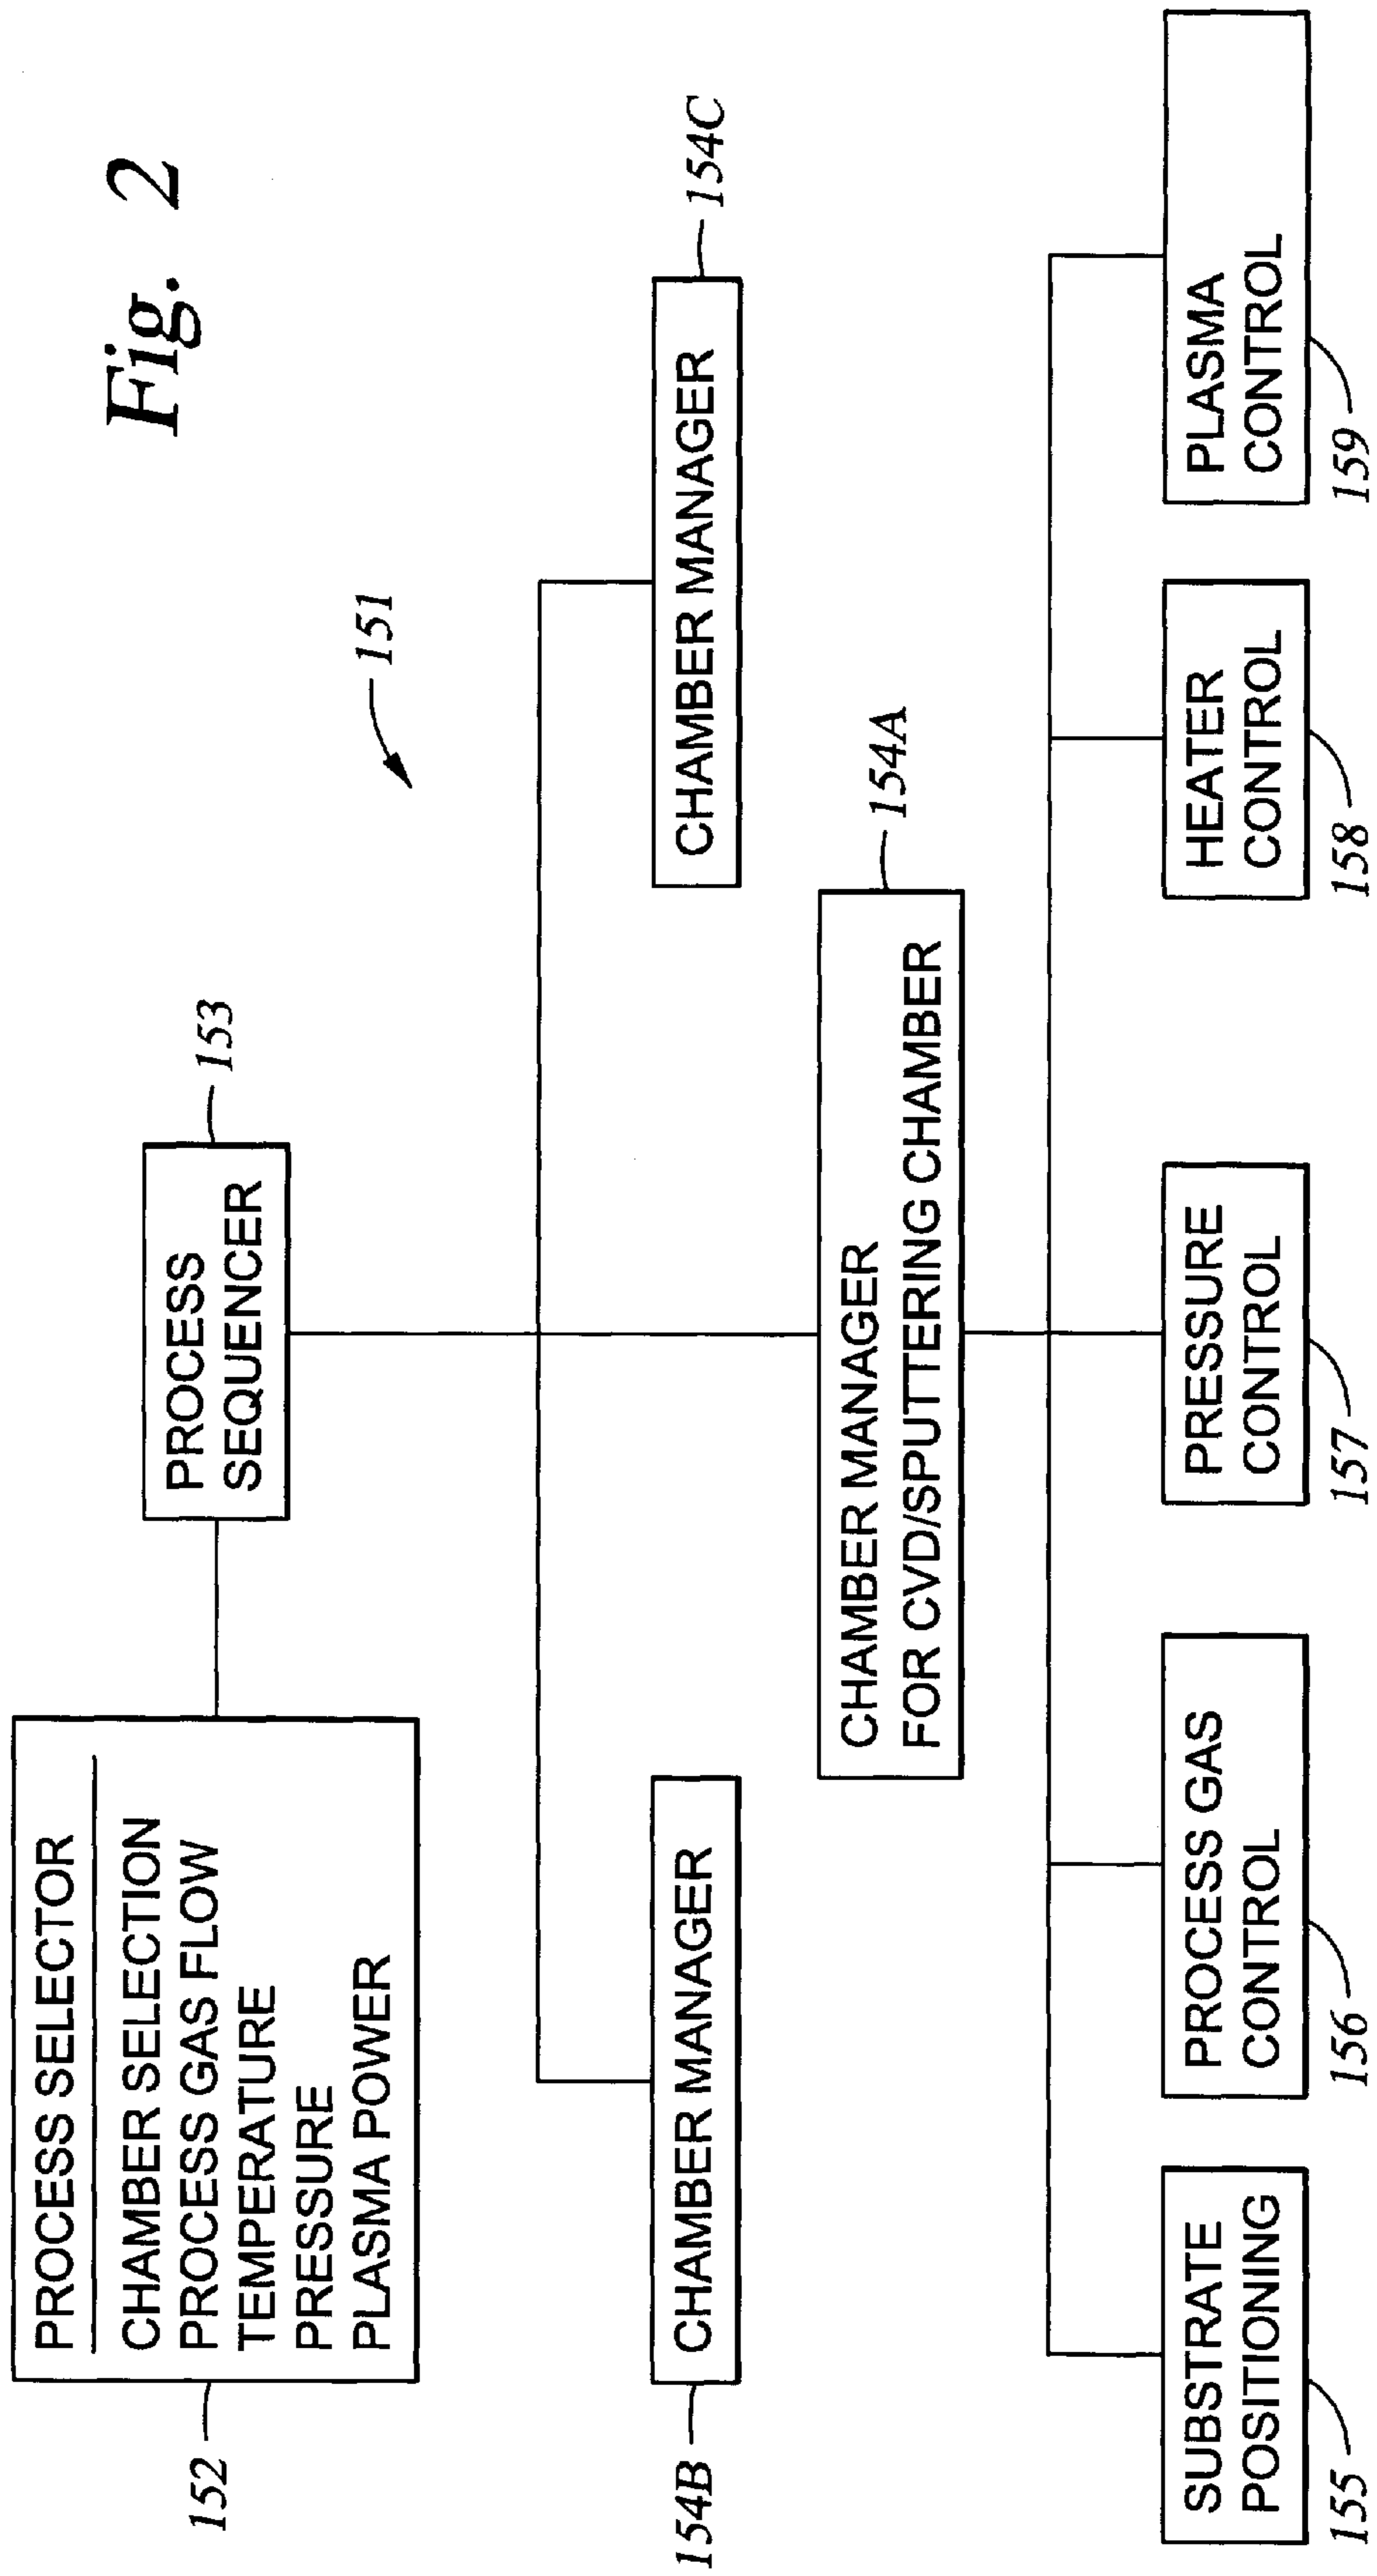 Fig. 2
151
PROCESS SELECTOR
CHAMBER SELECTION
PROCESS GAS FLOW
TEMPERATURE
PRESSURE
PLASMA POWER
152
PROCESS
SEQUENCER
153
CHAMBER MANAGER
154B
CHAMBER MANAGER
154C
CHAMBER MANAGER
FOR CVD/SPUTTERING CHAMBER
154A
SUBSTRATE
POSITIONING
155
PROCESS GAS
CONTROL
156
PRESSURE
CONTROL
157
HEATER
CONTROL
158
PLASMA
CONTROL
159